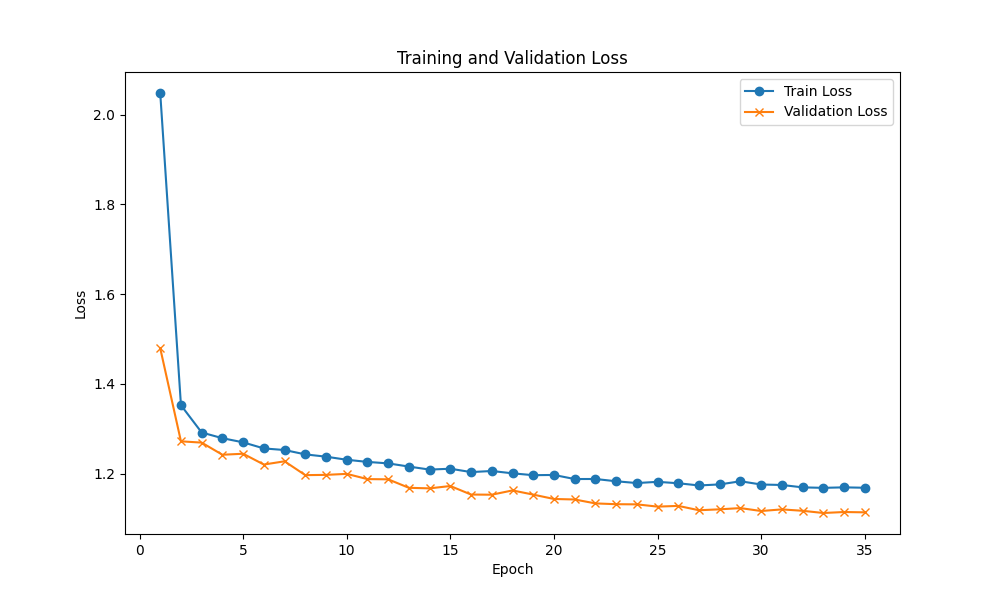 Training and Validation Loss
Train Loss
Validation Loss
2.0
1.8
1.6
1.4
1.2
Loss
0 5 10 15 20 25 30 35
Epoch